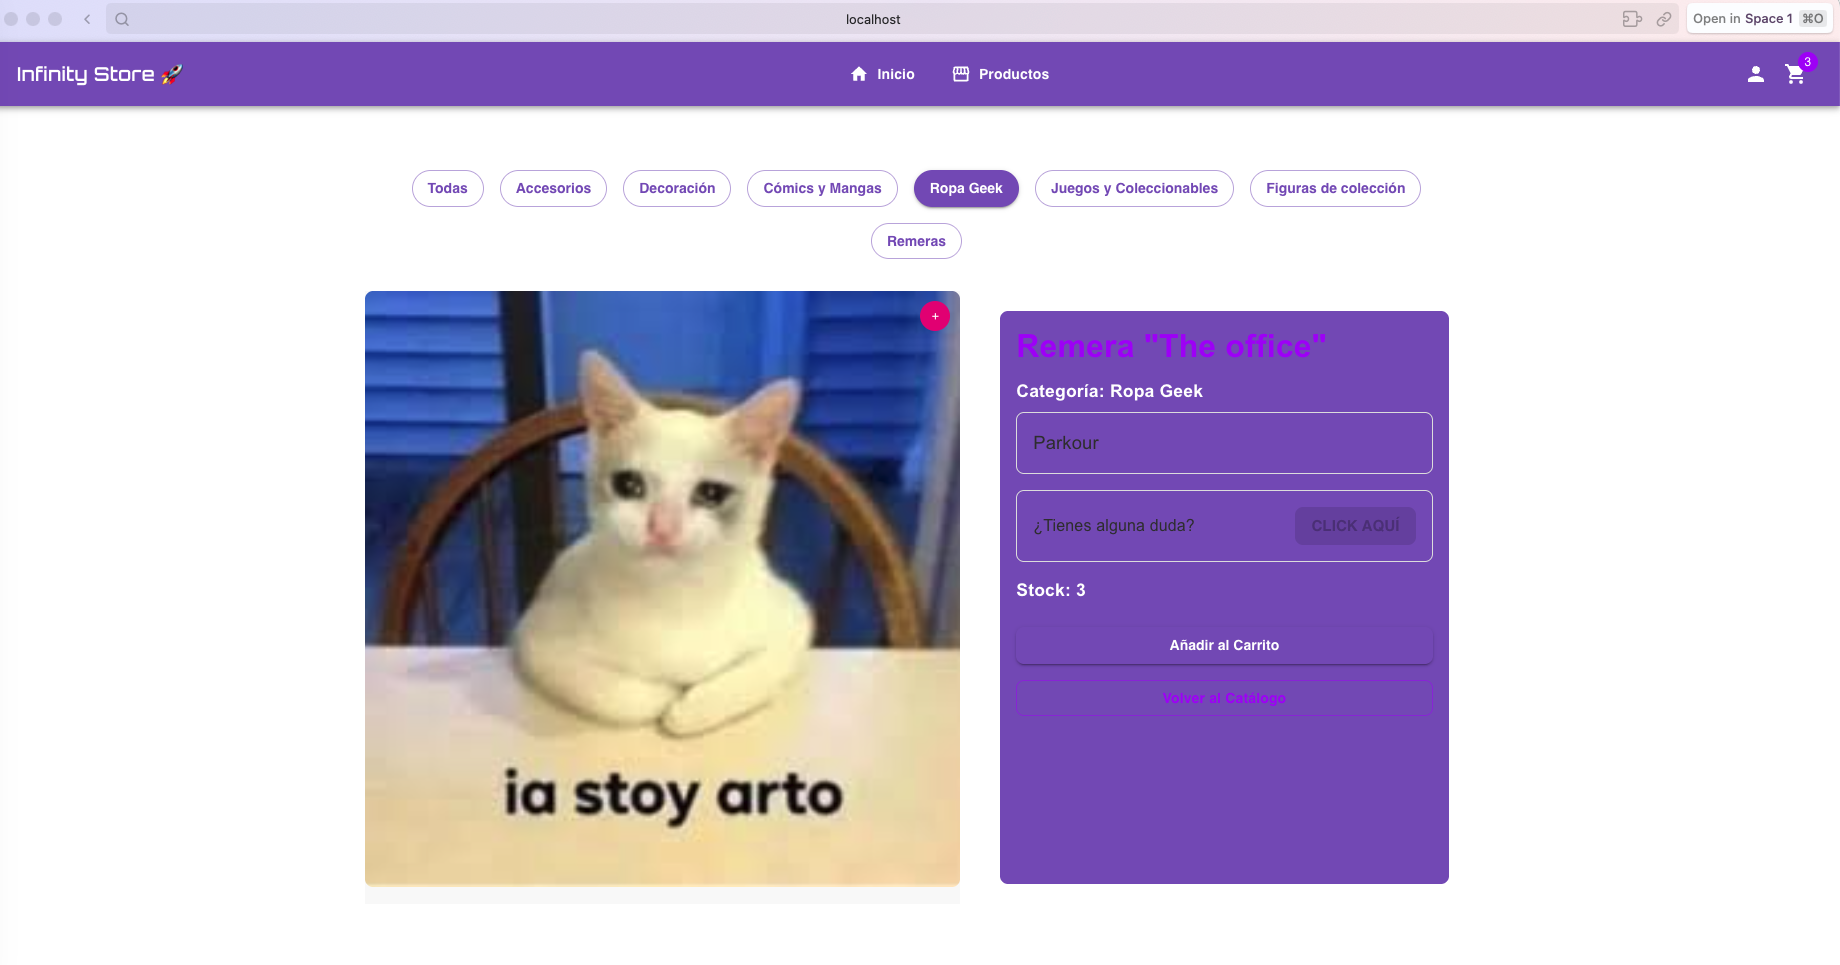 localhost
Open in Space 1 ⌘O
Infinity Store 🚀
Inicio
Productos
3
Todas
Accesorios
Decoración
Cómics y Mangas
Ropa Geek
Juegos y Coleccionables
Figuras de colección
Remeras
+
Remera "The office"
Categoría: Ropa Geek
Parkour
¿Tienes alguna duda?
CLICK AQUÍ
Stock: 3
Añadir al Carrito
Volver al Catálogo
ia stoy arto